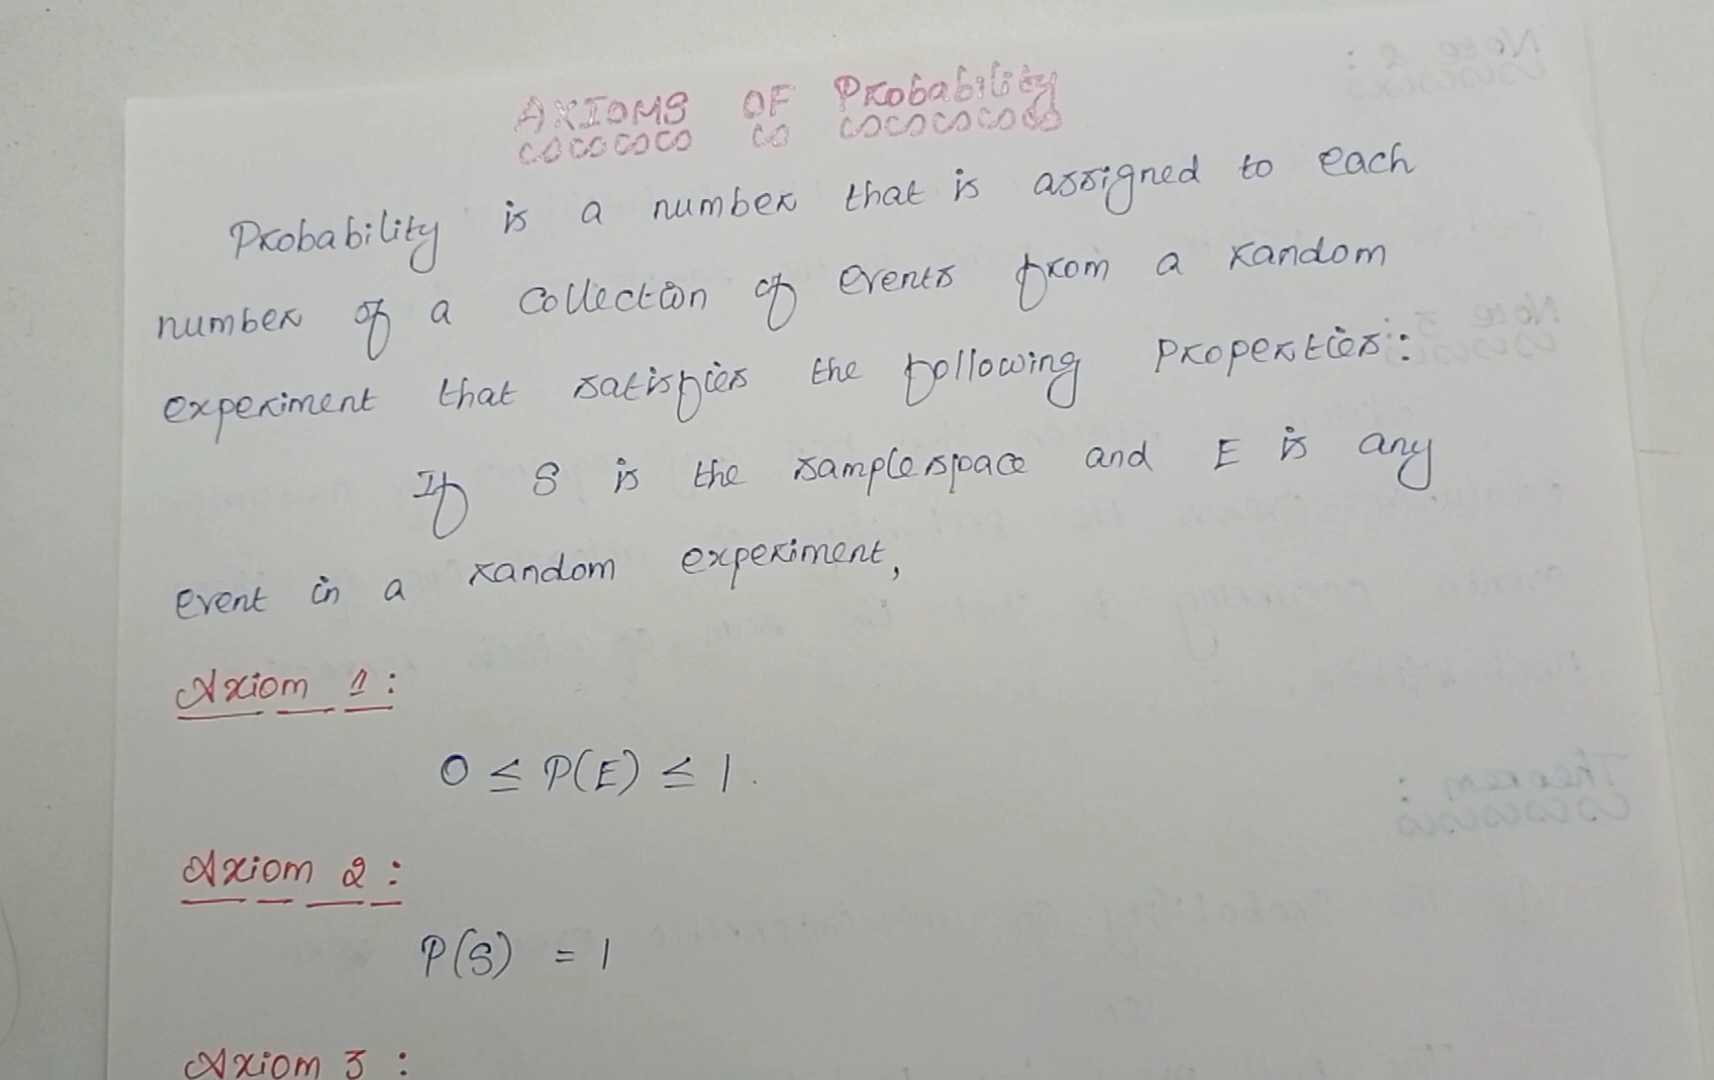 AXIOMS OF Probability
Probability is a number that is assigned to each
number of a collection of events from a random
experiment that satisfies the following properties:
If S is the sample space and E is any
event in a random experiment,
Axiom 1:
0 ≤ P(E) ≤ 1.
Axiom 2:
P(S) = 1
Axiom 3: